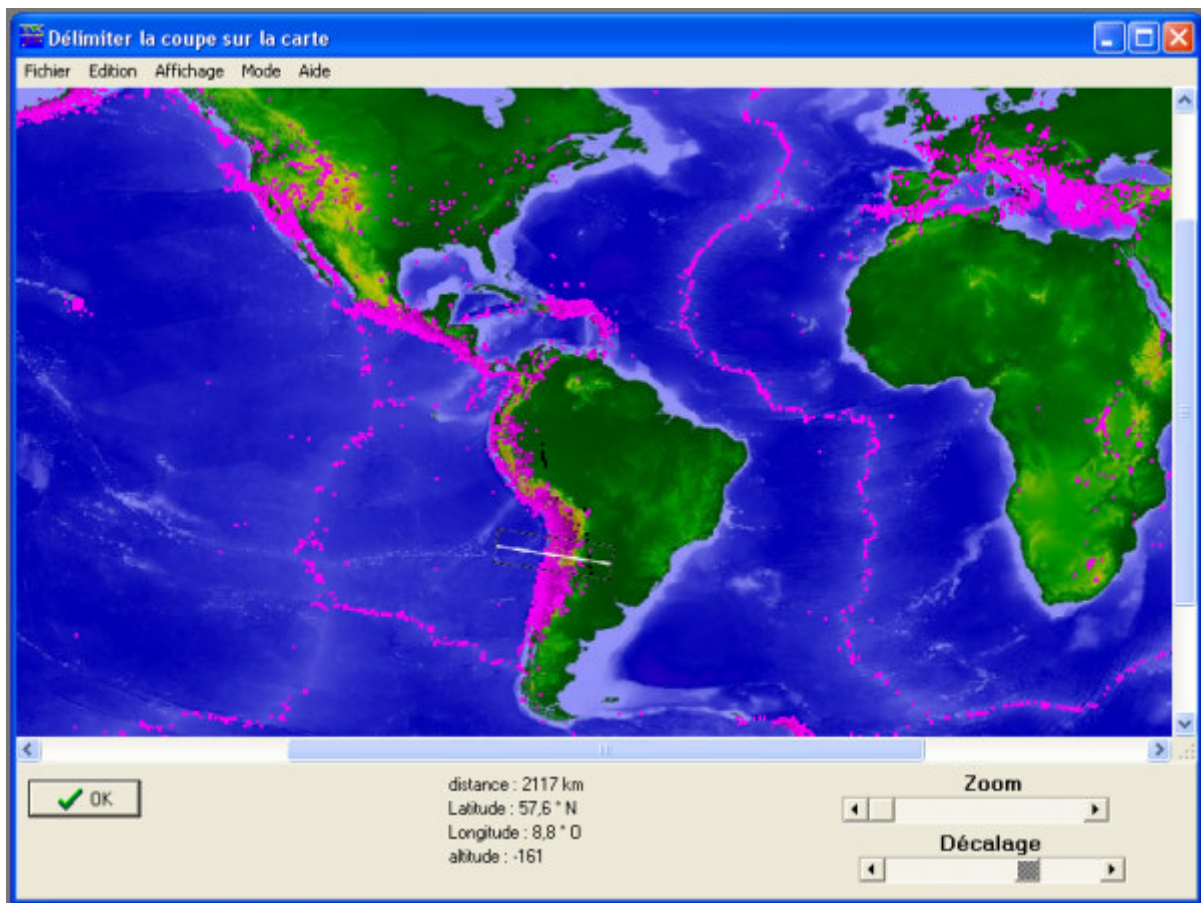 Délimiter la coupe sur la carte
Fichier Edition Affichage Mode Aide
OK
distance : 2117 km
Latitude : 57,6 ° N
Longitude : 8,8 ° O
altitude : -161
Zoom
Décalage